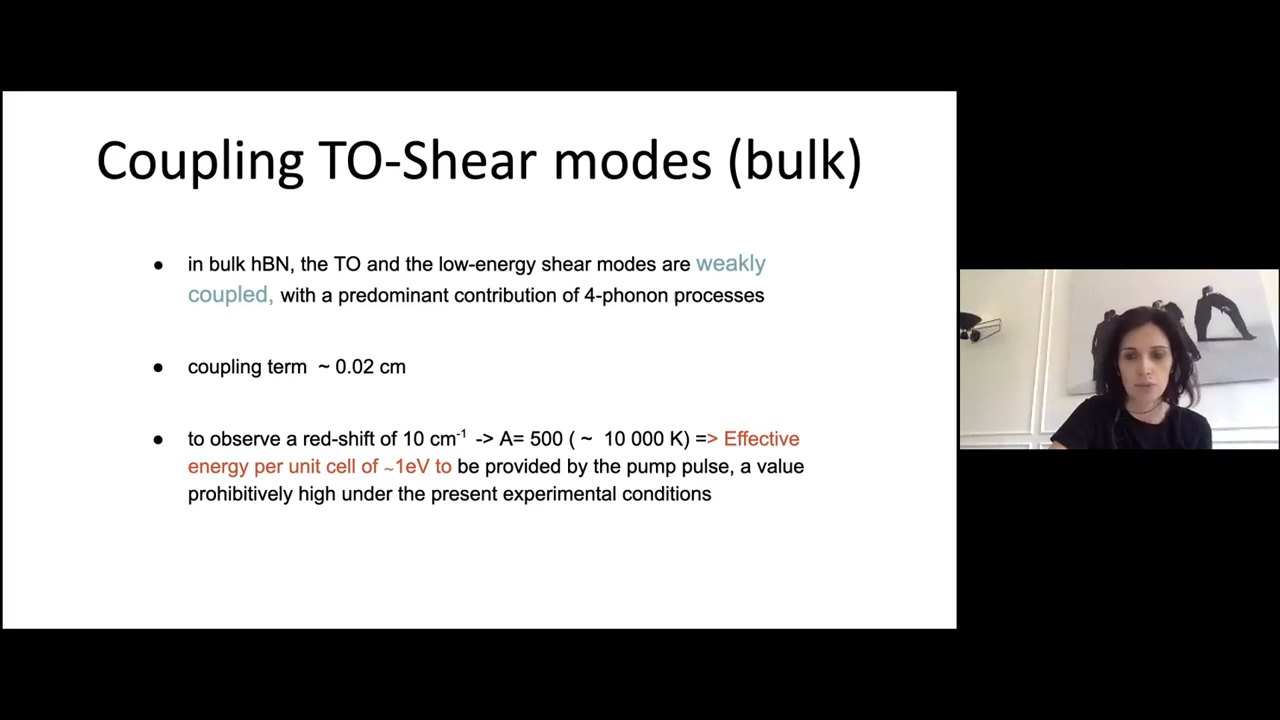 Coupling TO-Shear modes (bulk)
● in bulk hBN, the TO and the low-energy shear modes are weakly
coupled, with a predominant contribution of 4-phonon processes
● coupling term ~ 0.02 cm
● to observe a red-shift of 10 cm⁻¹ -> A= 500 ( ~ 10 000 K) => Effective
energy per unit cell of ~1eV to be provided by the pump pulse, a value
prohibitively high under the present experimental conditions